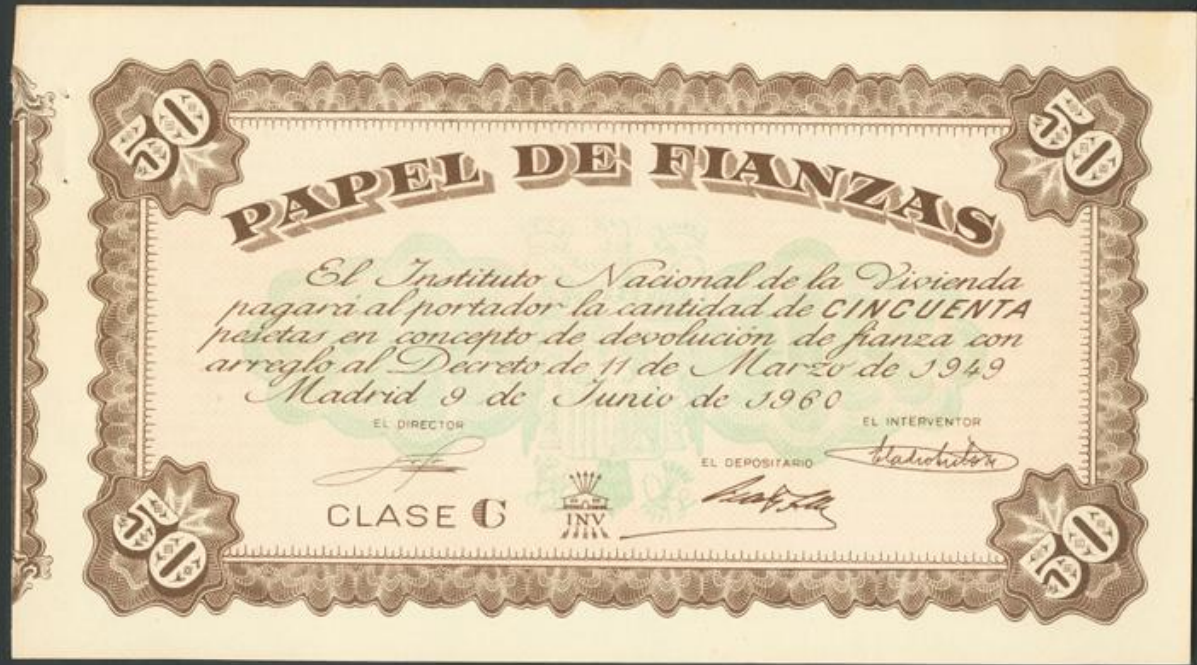 50 50
PAPEL DE FIANZAS
El Instituto Nacional de la Vivienda
pagará al portador la cantidad de CINCUENTA
pesetas en concepto de devolución de fianza con
arreglo al Decreto de 11 de Marzo de 1949
Madrid 9 de Junio de 1960
EL DIRECTOR
EL INTERVENTOR
EL DEPOSITARIO
CLASE C
INV
50 50